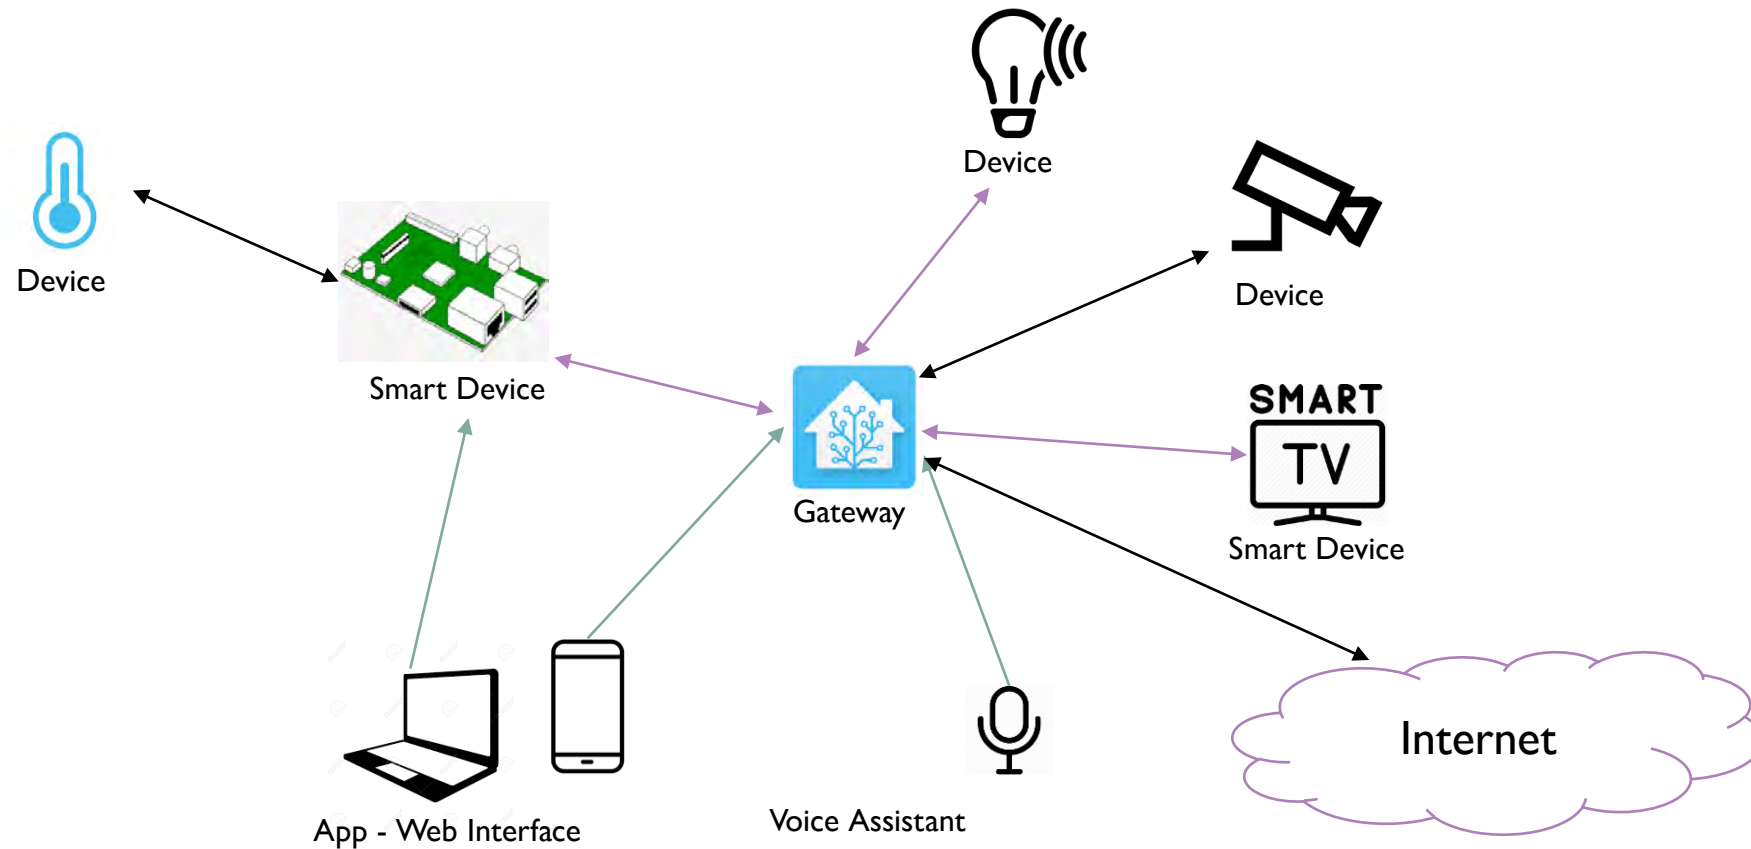 Device
Device
Device
Smart Device
SMART
TV
Smart Device
Gateway
Internet
App - Web Interface
Voice Assistant